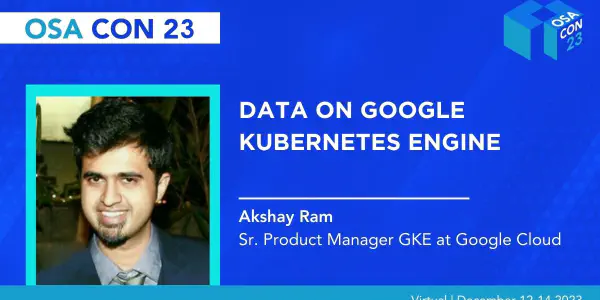 OSA CON 23
OSA
CON
23
DATA ON GOOGLE
KUBERNETES ENGINE
Akshay Ram
Sr. Product Manager GKE at Google Cloud
Virtual | December 12-14 2023